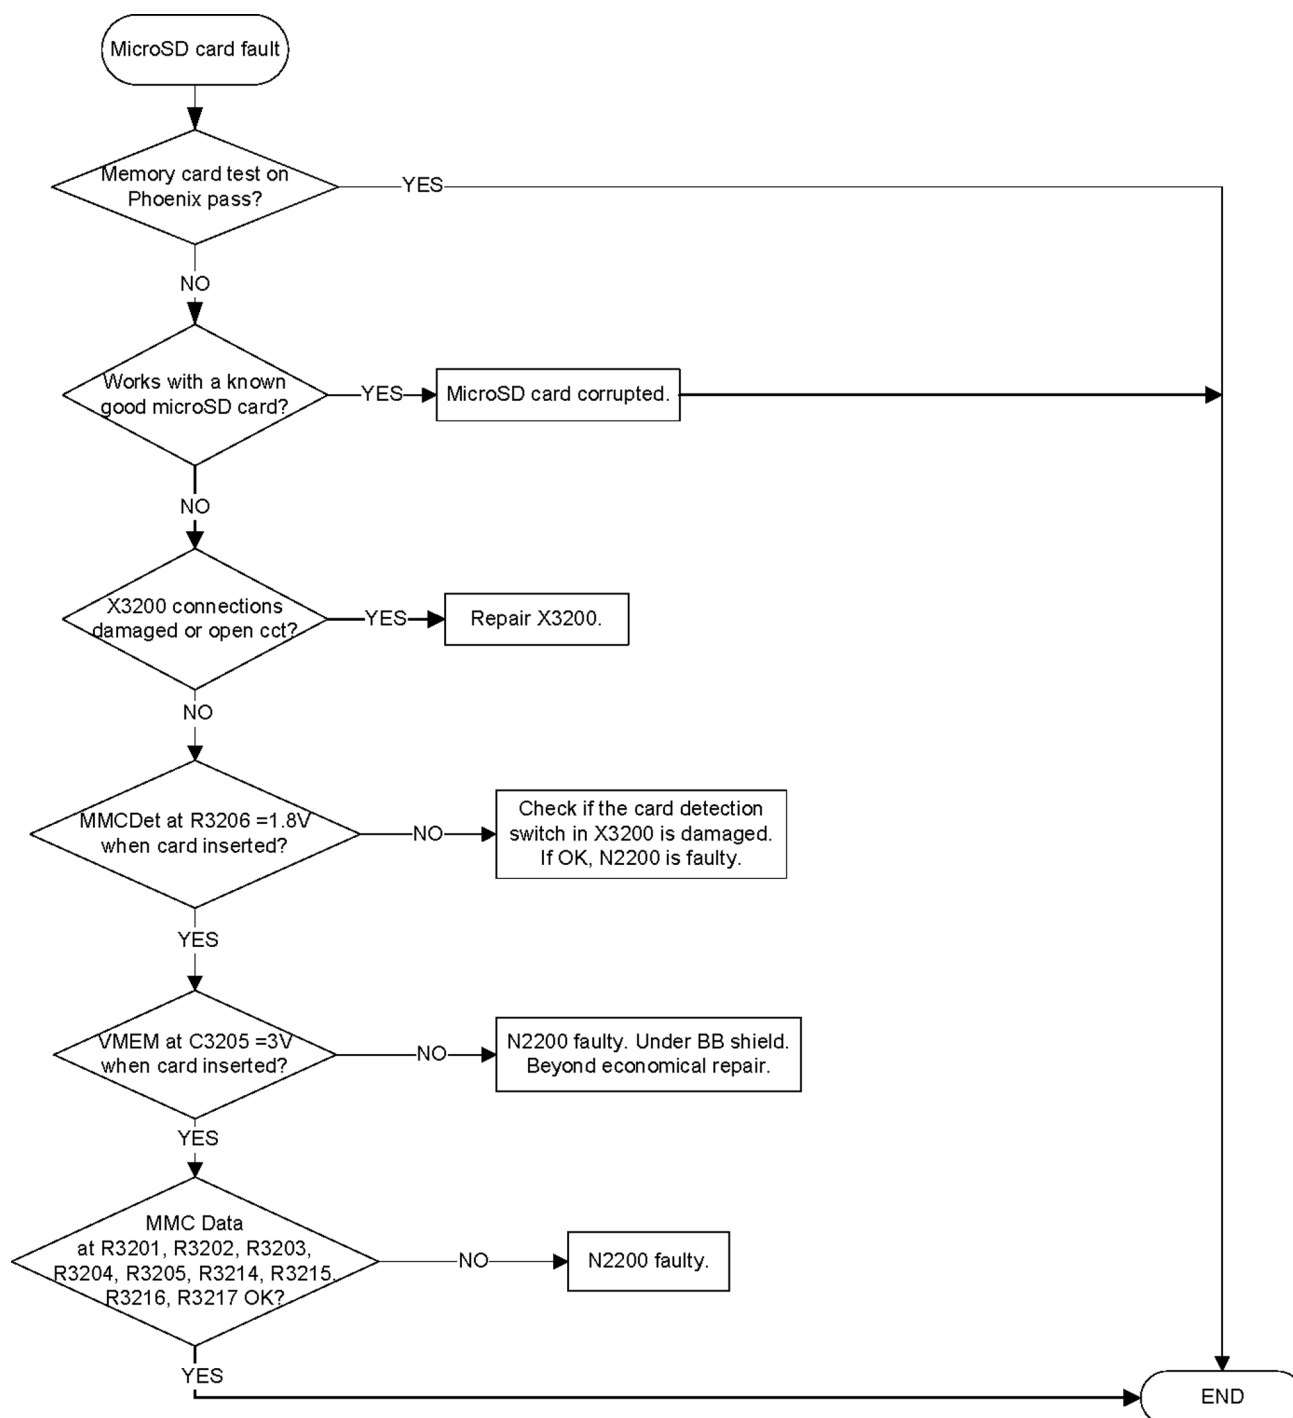 MicroSD card fault
Memory card test on
Phoenix pass?
YES
NO
Works with a known
good microSD card?
YES
MicroSD card corrupted.
NO
X3200 connections
damaged or open cct?
YES
Repair X3200.
NO
MMCDet at R3206 =1.8V
when card inserted?
NO
Check if the card detection
switch in X3200 is damaged.
If OK, N2200 is faulty.
YES
VMEM at C3205 =3V
when card inserted?
NO
N2200 faulty. Under BB shield.
Beyond economical repair.
YES
MMC Data
at R3201, R3202, R3203,
R3204, R3205, R3214, R3215,
R3216, R3217 OK?
NO
N2200 faulty.
YES
END